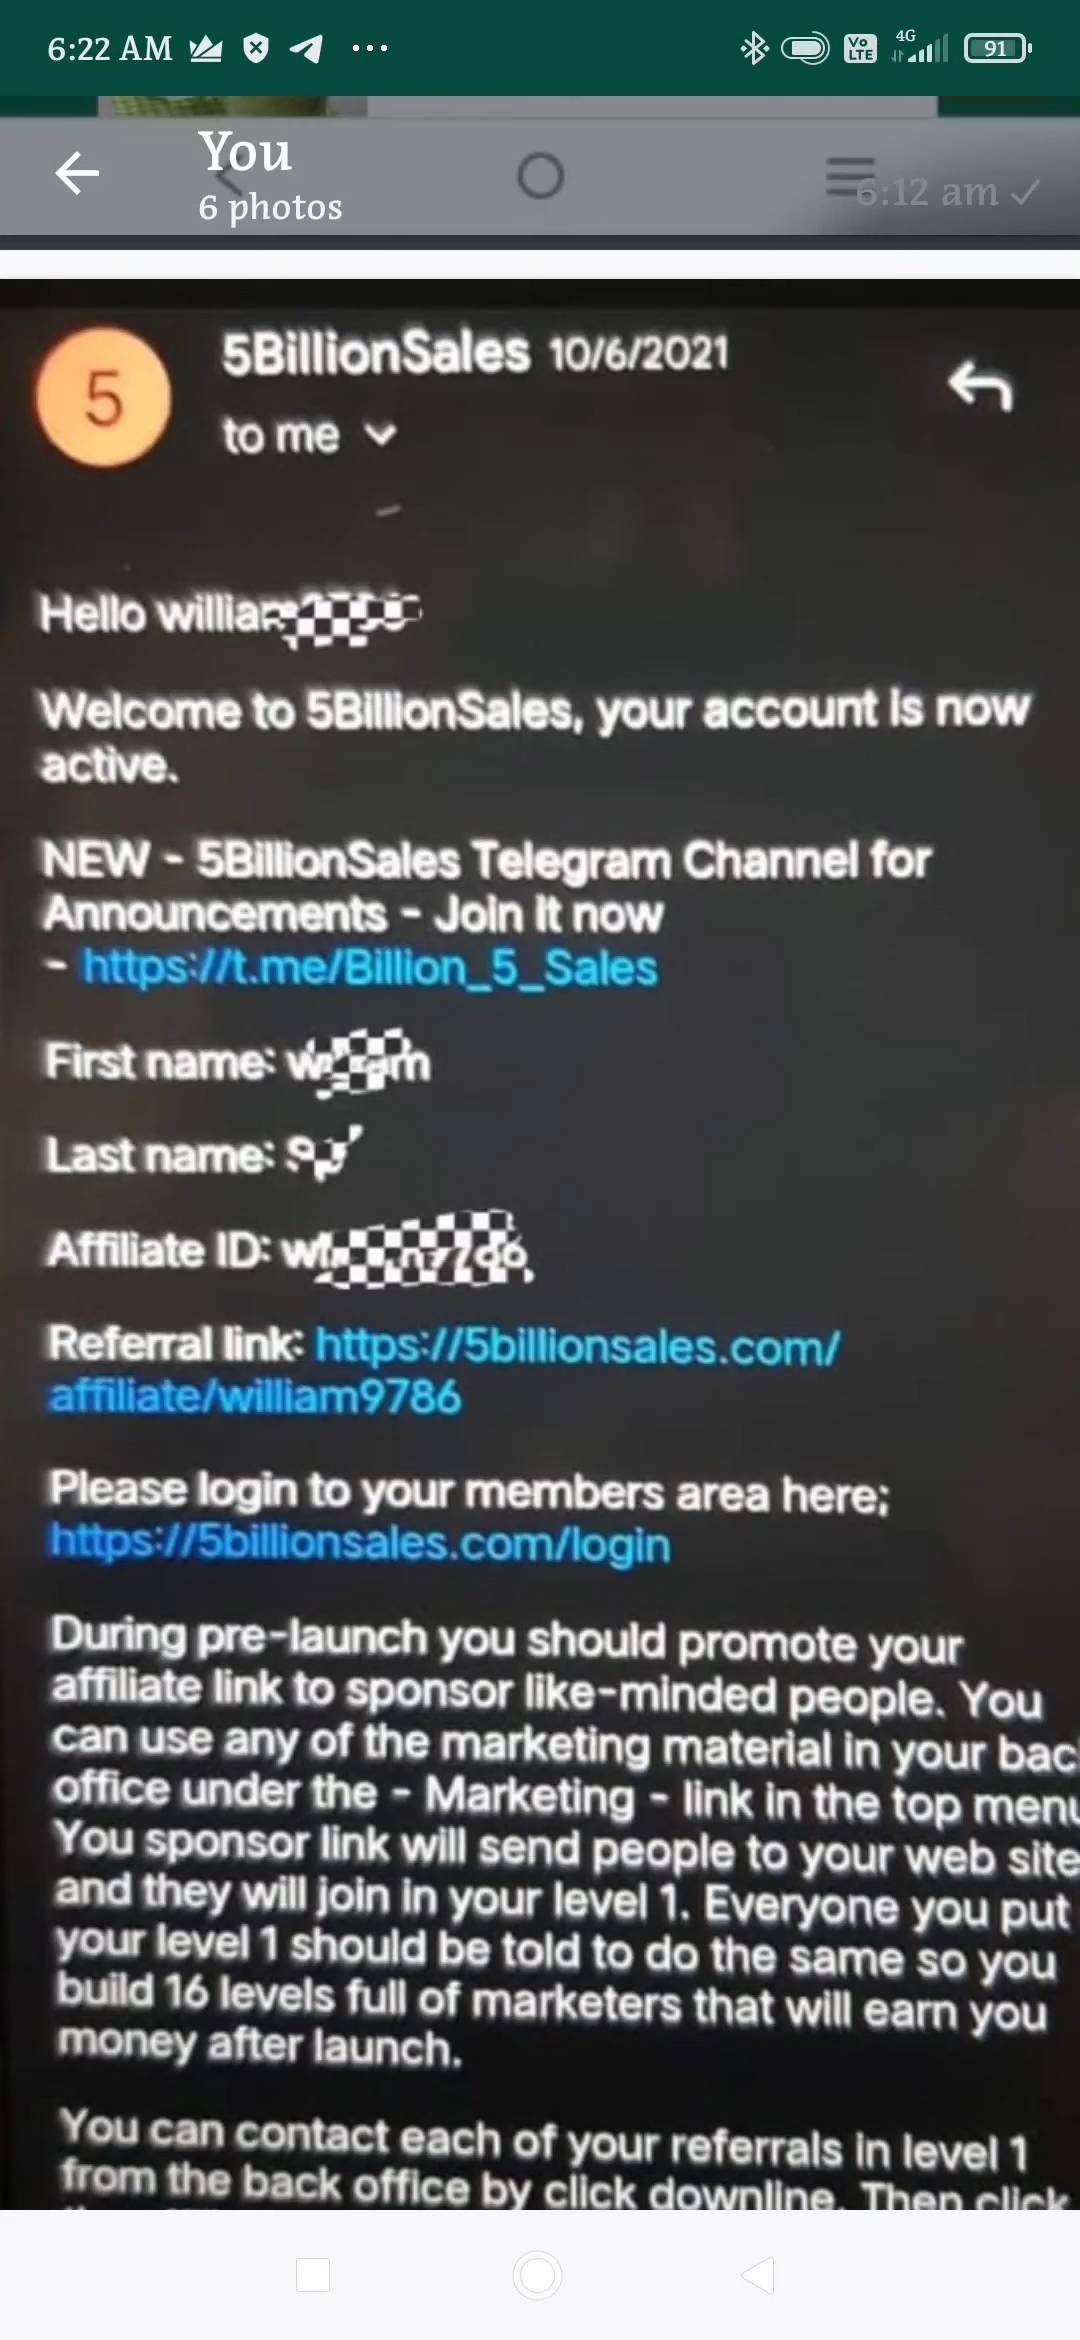 6:22 AM
4G
Vo
LTE
91
You
6 photos
6:12 am
5
5BillionSales 10/6/2021
to me
Hello
Welcome to 5BillionSales, your account is now
active.
NEW - 5BillionSales Telegram Channel for
Announcements - Join it now
- https://t.me/Billion_5_Sales
First name:
Last name:
Affiliate ID:
Referral link: https://5billionsales.com/
affiliate/william9786
Please login to your members area here;
https://5billionsales.com/login
During pre-launch you should promote your
affiliate link to sponsor like-minded people. You
can use any of the marketing material in your bac
office under the - Marketing - link in the top menu
You sponsor link will send people to your web site
and they will join in your level 1. Everyone you put
your level 1 should be told to do the same so you
build 16 levels full of marketers that will earn you
money after launch.
You can contact each of your referrals in level 1
from the back office by click downline. Then click